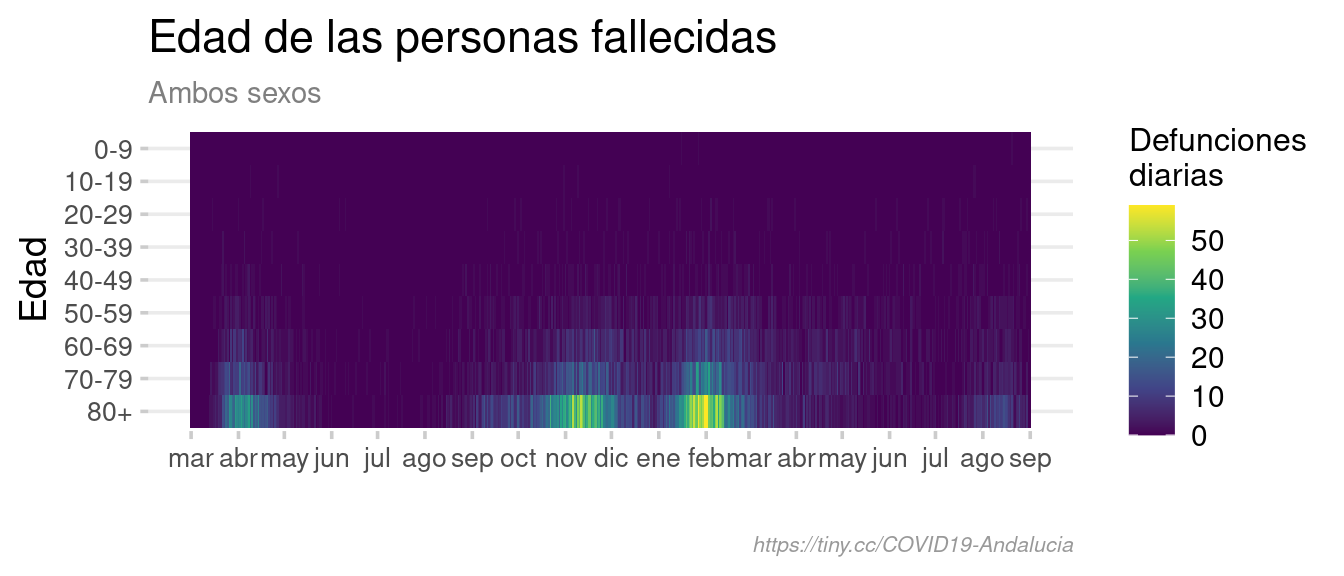 Edad de las personas fallecidas
Ambos sexos
Edad
0-9
10-19
20-29
30-39
40-49
50-59
60-69
70-79
80+
mar abr may jun jul ago sep oct nov dic ene feb mar abr may jun jul ago sep
Defunciones
diarias
50
40
30
20
10
0
https://tiny.cc/COVID19-Andalucia